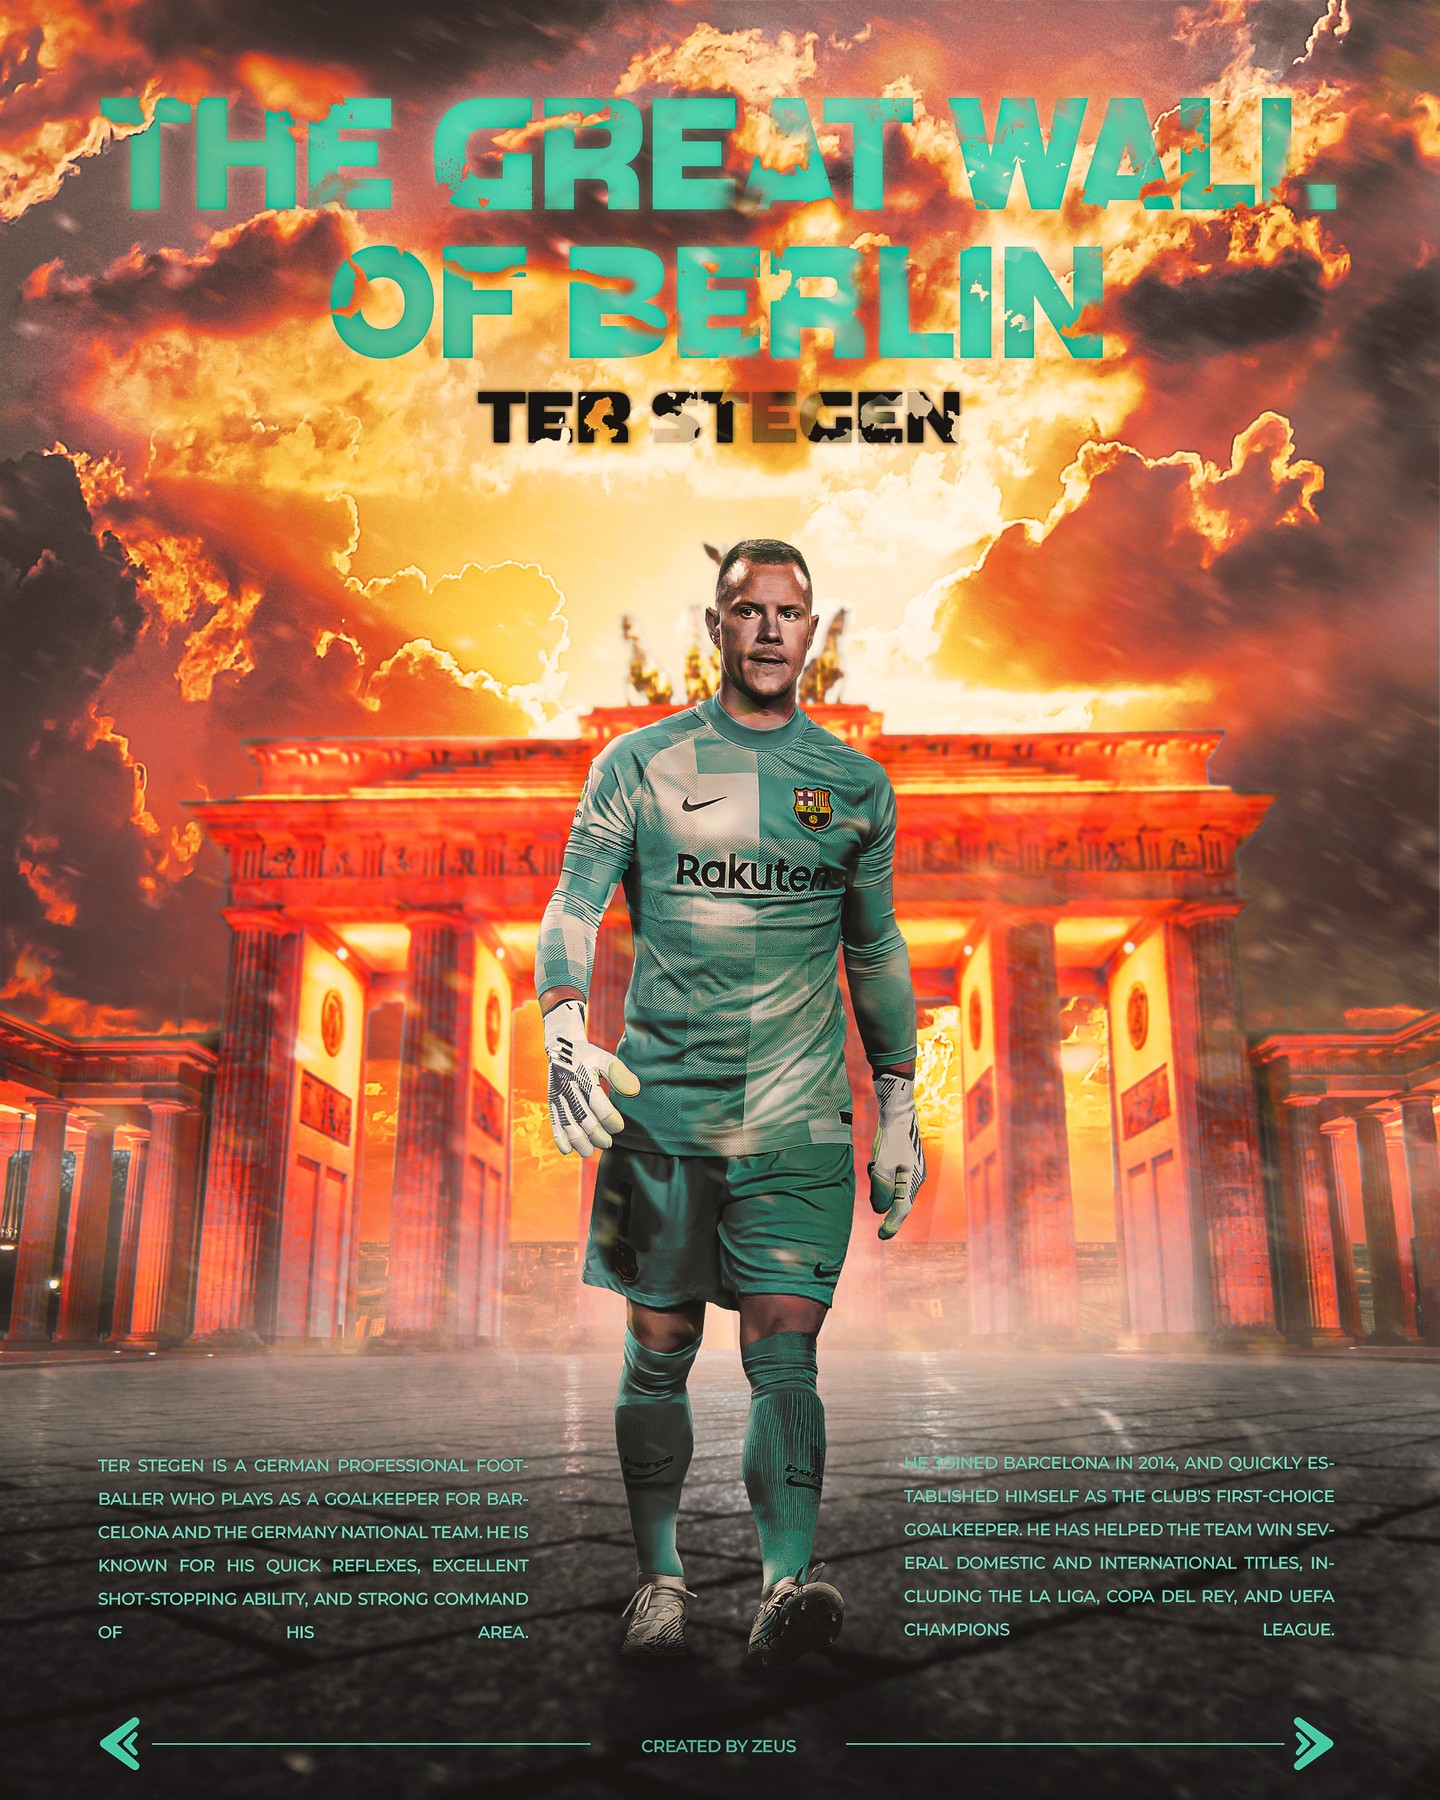 THE GREAT WALL
OF BERLIN
TER STEGEN
FCB
Rakuten
TER STEGEN IS A GERMAN PROFESSIONAL FOOT-
BALLER WHO PLAYS AS A GOALKEEPER FOR BAR-
CELONA AND THE GERMANY NATIONAL TEAM. HE IS
KNOWN FOR HIS QUICK REFLEXES, EXCELLENT
SHOT-STOPPING ABILITY, AND STRONG COMMAND
OF HIS AREA.
HE JOINED BARCELONA IN 2014, AND QUICKLY ES-
TABLISHED HIMSELF AS THE CLUB'S FIRST-CHOICE
GOALKEEPER. HE HAS HELPED THE TEAM WIN SEV-
ERAL DOMESTIC AND INTERNATIONAL TITLES, IN-
CLUDING THE LA LIGA, COPA DEL REY, AND UEFA
CHAMPIONS LEAGUE.
barca
barca
CREATED BY ZEUS